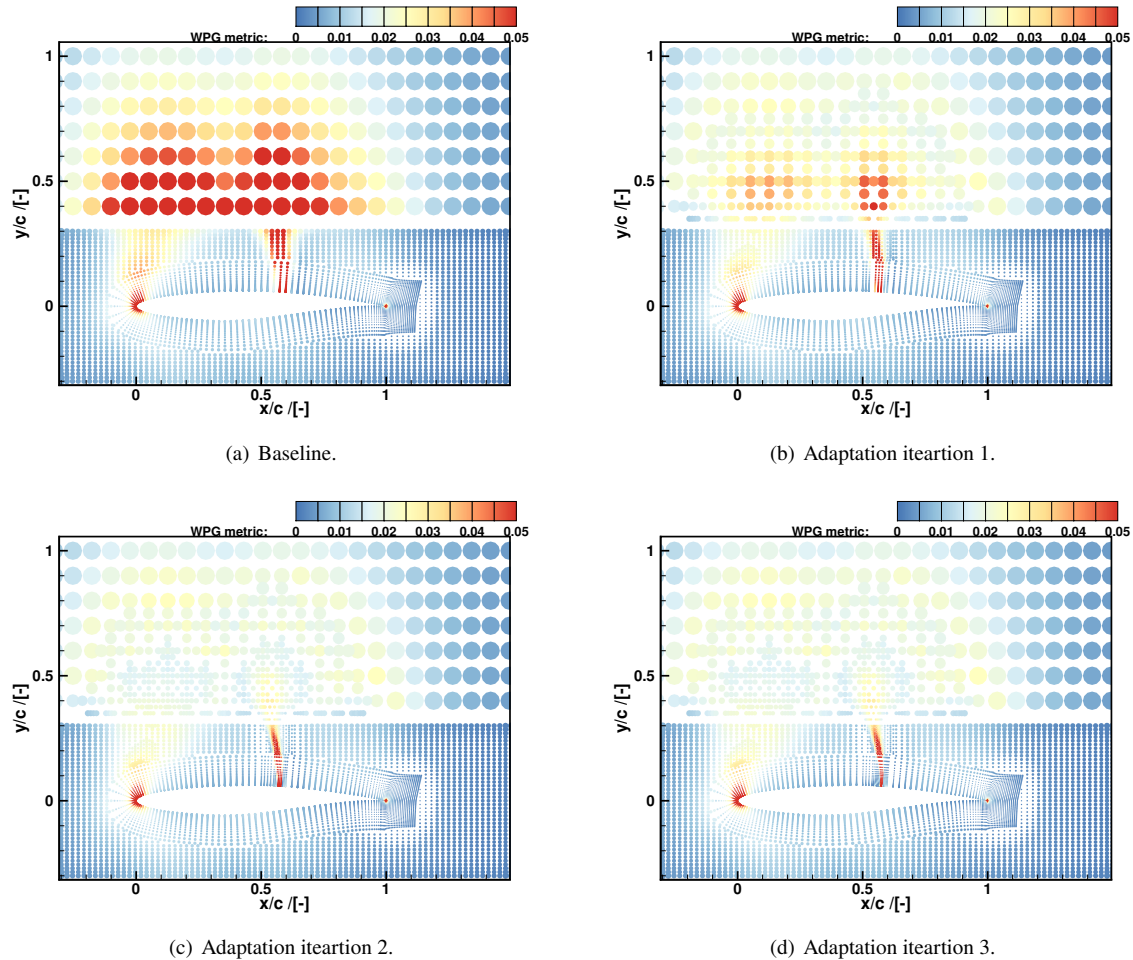 WPG metric: 0 0.01 0.02 0.03 0.04 0.05
1
0.5
0
y/c /[-]
0 0.5 1
x/c /[-]
(a) Baseline.
WPG metric: 0 0.01 0.02 0.03 0.04 0.05
1
0.5
0
y/c /[-]
0 0.5 1
x/c /[-]
(b) Adaptation iteartion 1.
WPG metric: 0 0.01 0.02 0.03 0.04 0.05
1
0.5
0
y/c /[-]
0 0.5 1
x/c /[-]
(c) Adaptation iteartion 2.
WPG metric: 0 0.01 0.02 0.03 0.04 0.05
1
0.5
0
y/c /[-]
0 0.5 1
x/c /[-]
(d) Adaptation iteartion 3.